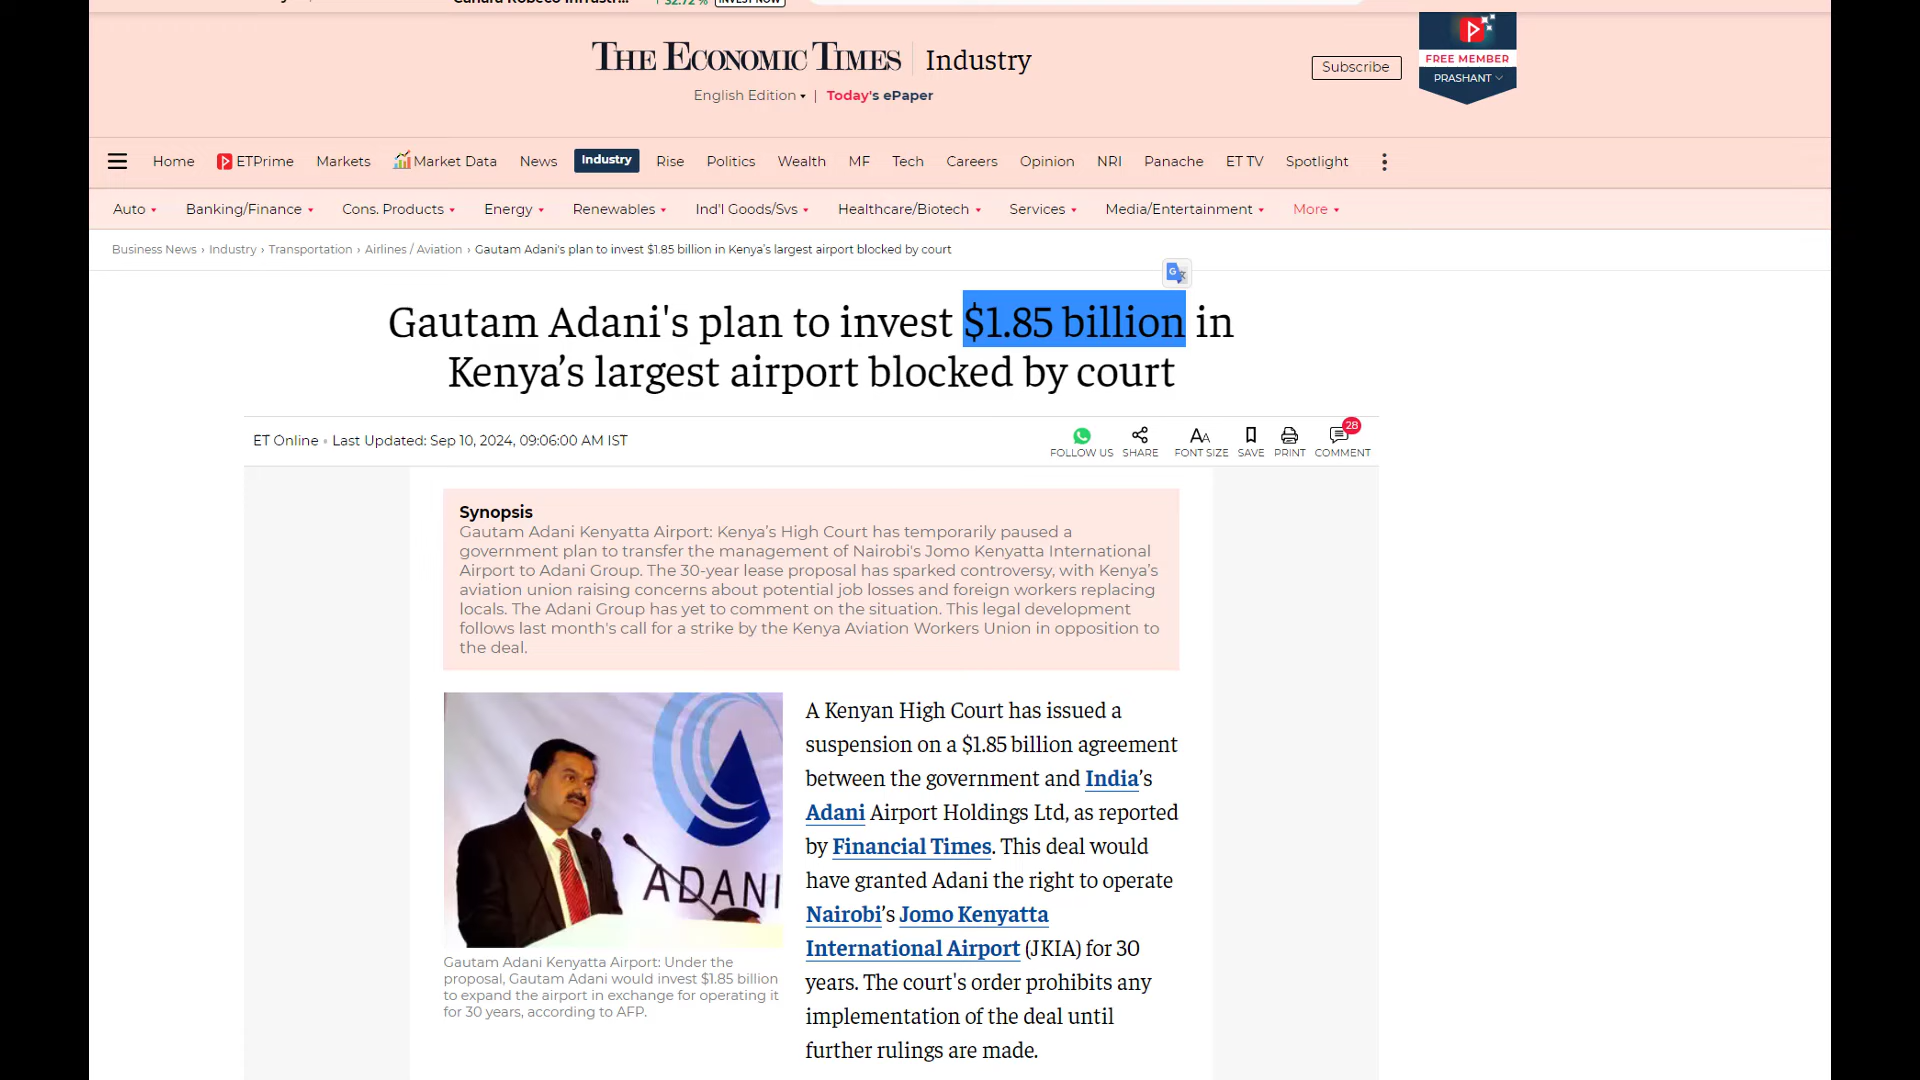 32.72 %
INVEST NOW
THE ECONOMIC TIMES | Industry
English Edition | Today's ePaper
Subscribe
FREE MEMBER
PRASHANT
Home ETPrime Markets Market Data News Industry Rise Politics Wealth MF Tech Careers Opinion NRI Panache ET TV Spotlight
Auto Banking/Finance Cons. Products Energy Renewables Ind'l Goods/Svs Healthcare/Biotech Services Media/Entertainment More
Business News › Industry › Transportation › Airlines / Aviation › Gautam Adani's plan to invest $1.85 billion in Kenya's largest airport blocked by court
Gautam Adani's plan to invest $1.85 billion in
Kenya’s largest airport blocked by court
ET Online • Last Updated: Sep 10, 2024, 09:06:00 AM IST
FOLLOW US SHARE FONT SIZE SAVE PRINT COMMENT
28
Synopsis
Gautam Adani Kenyatta Airport: Kenya’s High Court has temporarily paused a
government plan to transfer the management of Nairobi's Jomo Kenyatta International
Airport to Adani Group. The 30-year lease proposal has sparked controversy, with Kenya’s
aviation union raising concerns about potential job losses and foreign workers replacing
locals. The Adani Group has yet to comment on the situation. This legal development
follows last month's call for a strike by the Kenya Aviation Workers Union in opposition to
the deal.
ADANI
Gautam Adani Kenyatta Airport: Under the
proposal, Gautam Adani would invest $1.85 billion
to expand the airport in exchange for operating it
for 30 years, according to AFP.
A Kenyan High Court has issued a
suspension on a $1.85 billion agreement
between the government and India’s
Adani Airport Holdings Ltd, as reported
by Financial Times. This deal would
have granted Adani the right to operate
Nairobi’s Jomo Kenyatta
International Airport (JKIA) for 30
years. The court's order prohibits any
implementation of the deal until
further rulings are made.